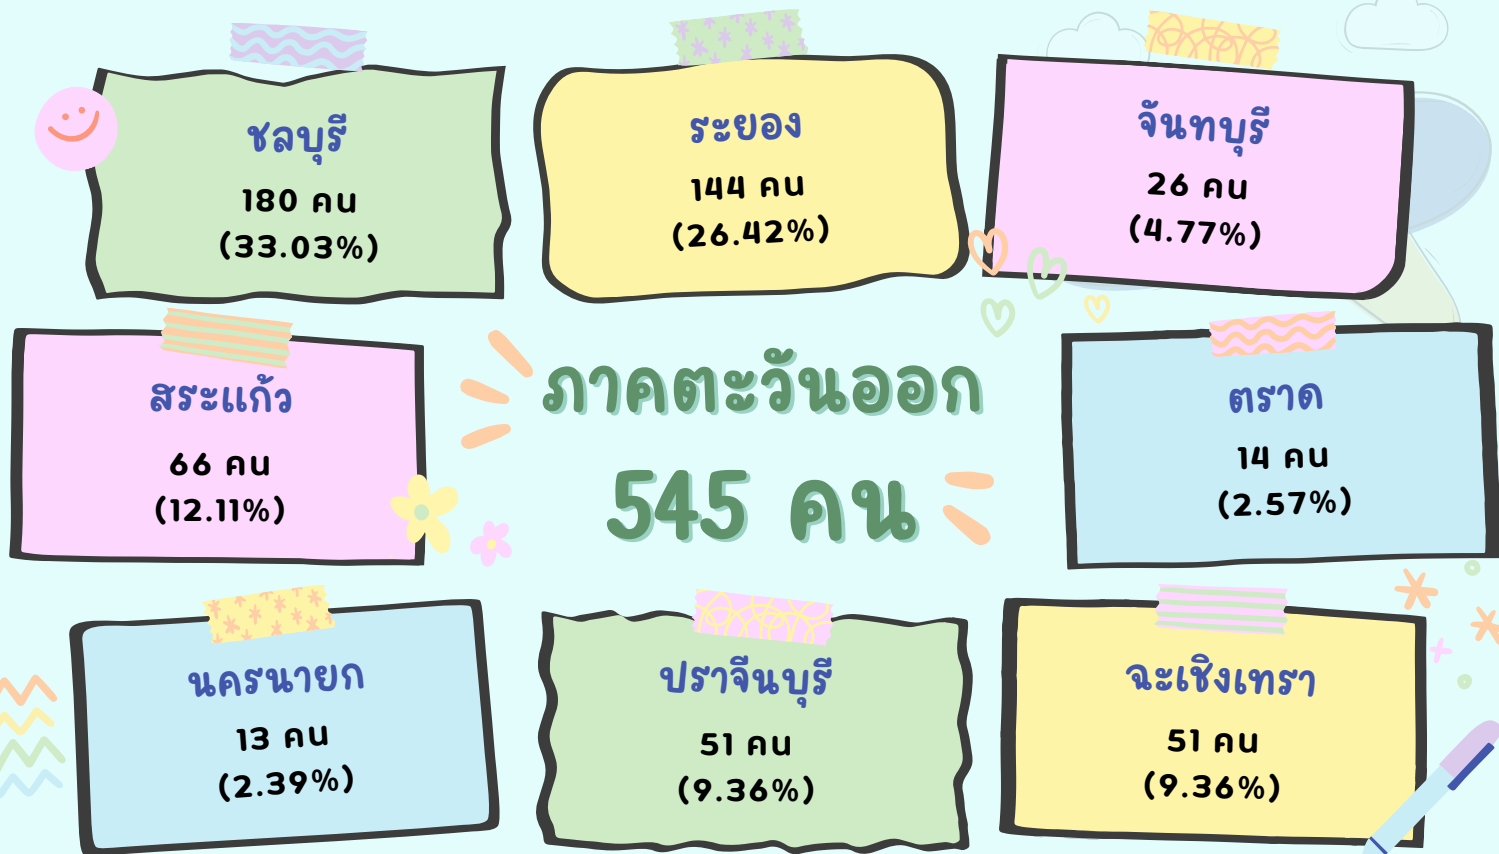 ชลบุรี
180 คน
(33.03%)
ระยอง
144 คน
(26.42%)
จันทบุรี
26 คน
(4.77%)
สระแก้ว
66 คน
(12.11%)
ภาคตะวันออก
545 คน
ตราด
14 คน
(2.57%)
นครนายก
13 คน
(2.39%)
ปราจีนบุรี
51 คน
(9.36%)
ฉะเชิงเทรา
51 คน
(9.36%)